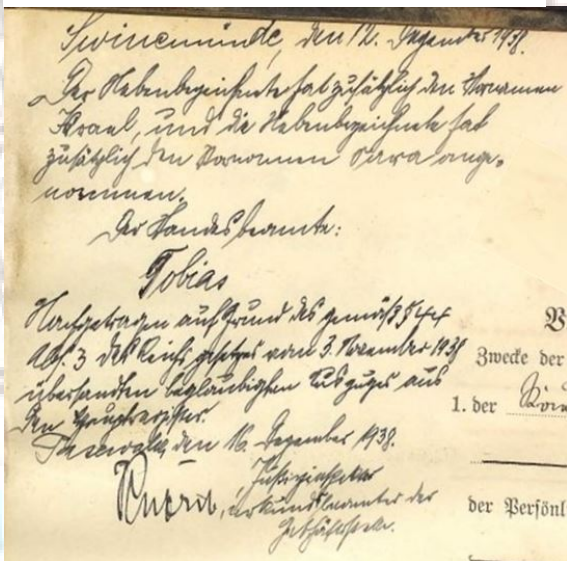 Swinemünde, den 12. Dezember 1938.
Der Nebenbezeichnete hat zusätzlich den Vornamen
Israel, und die Nebenbezeichnete hat
zusätzlich den Vornamen Sara ange-
nommen.
Der Standesbeamte:
Tobias
Nachgetragen auf Grund des gemäß § 44
Abs. 3 des Reichsgesetzes vom 3. November 1937
übersandten beglaubigten Auszuges aus
den Hauptregister.
den 16. Dezember 1938.
Justizinspektor
Urkundsbeamter der
Geschäftsstelle.
Zwecke der
1. der
der Persönl